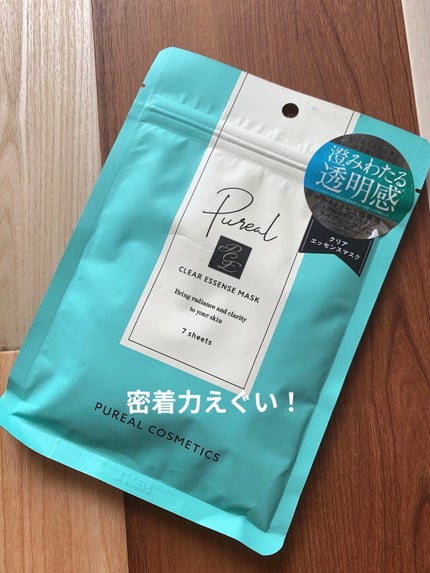 澄みわたる
透明感
クリア
エッセンスマスク
Pureal
CLEAR ESSENSE MASK
Bring radiance and clarity
to your skin
7 sheets
密着力えぐい！
PUREAL COSMETICS